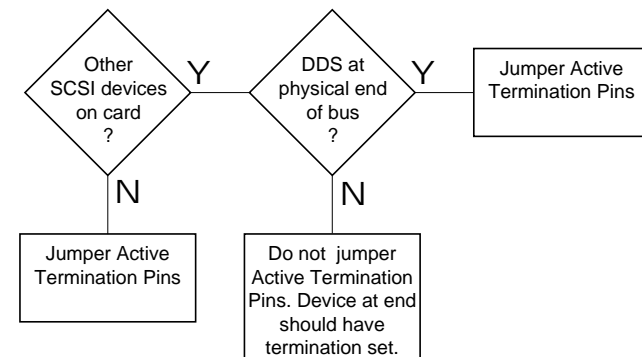 Other
SCSI devices
on card
?
Y
DDS at
physical end
of bus
?
Y
Jumper Active
Termination Pins
N
N
Jumper Active
Termination Pins
Do not jumper
Active Termination
Pins. Device at end
should have
termination set.